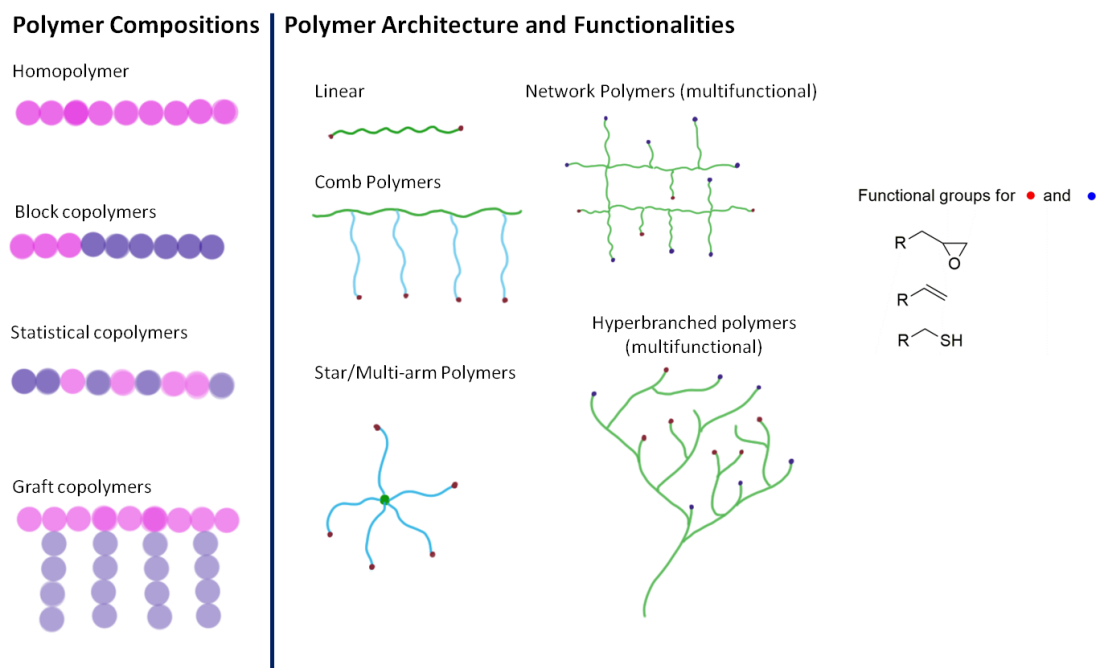 Polymer Compositions
Homopolymer
Block copolymers
Statistical copolymers
Graft copolymers
Polymer Architecture and Functionalities
Linear
Comb Polymers
Star/Multi-arm Polymers
Network Polymers (multifunctional)
Hyperbranched polymers
(multifunctional)
Functional groups for and
R
O
R
R SH